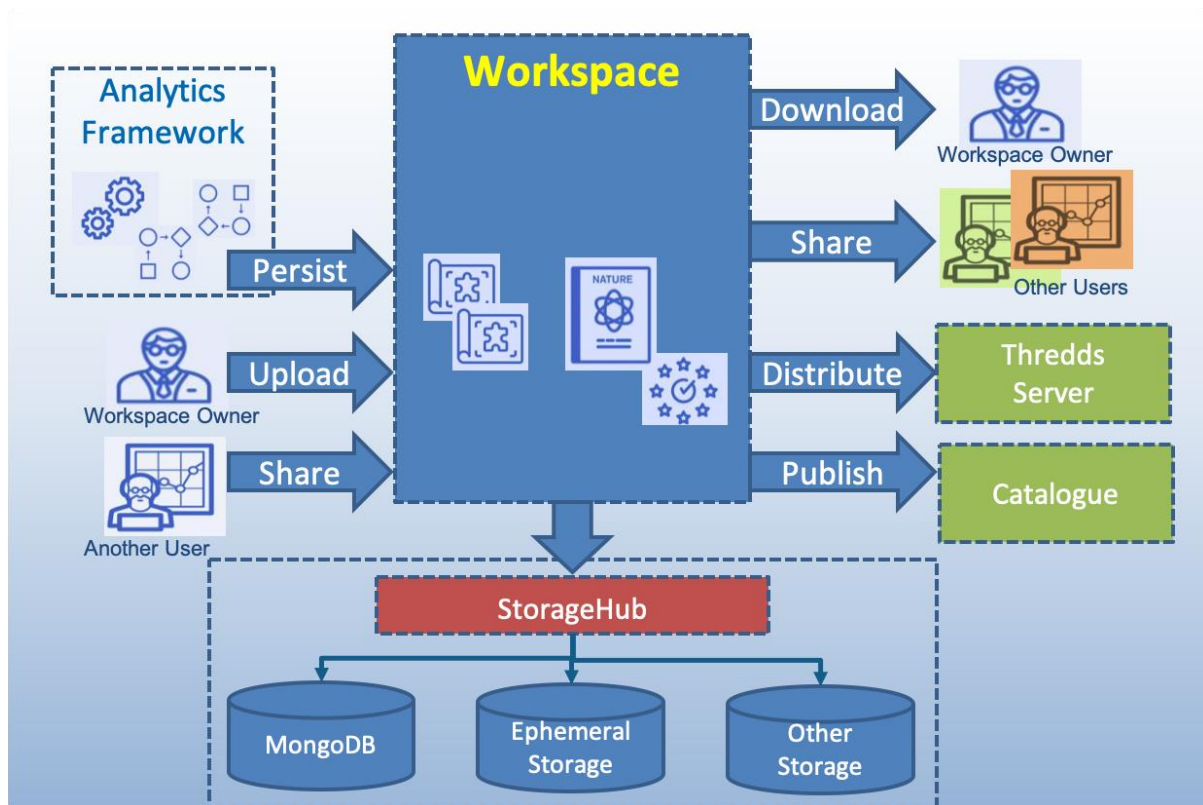 Workspace
Analytics
Framework
Persist
Workspace Owner
Upload
Another User
Share
NATURE
Download
Workspace Owner
Share
Other Users
Distribute
Thredds
Server
Publish
Catalogue
StorageHub
MongoDB
Ephemeral
Storage
Other
Storage